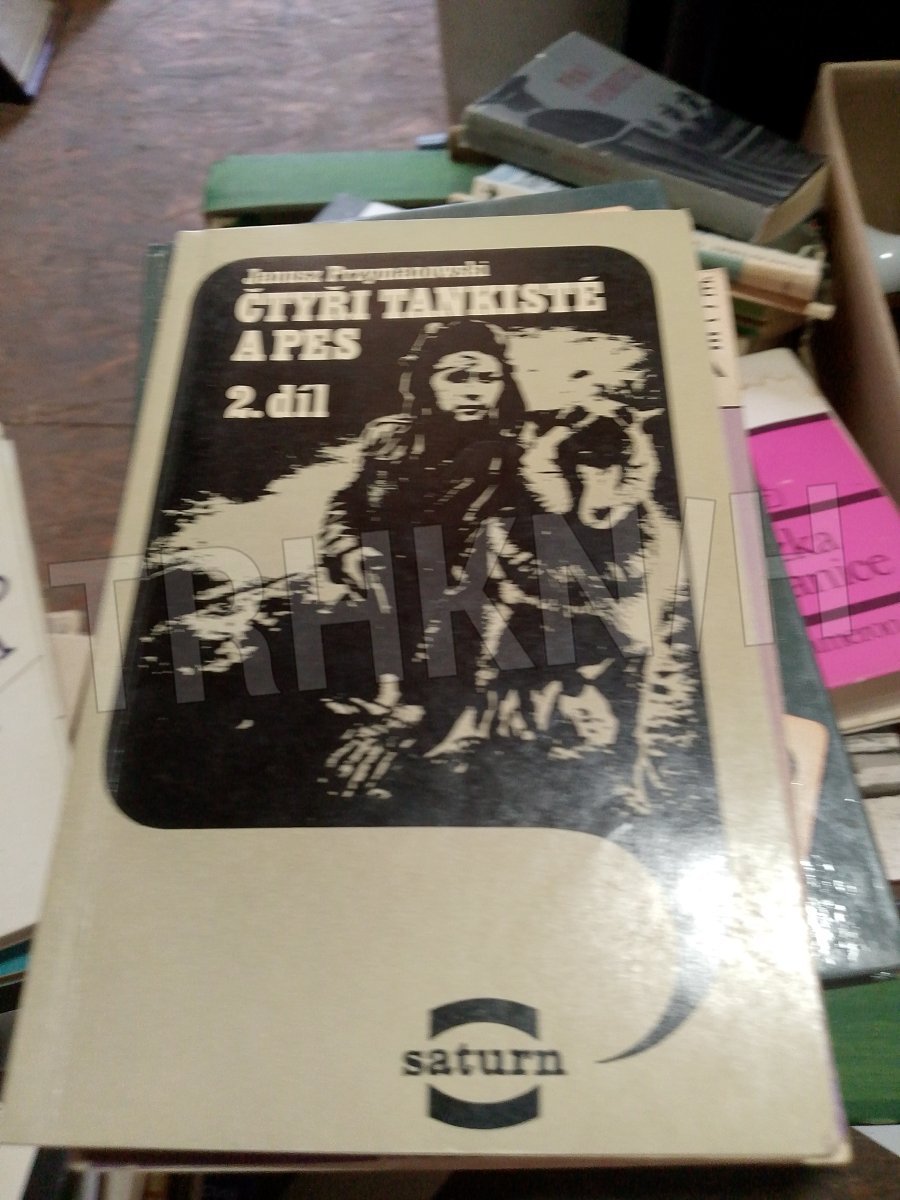 Janusz Przymanowski
ČTYŘI TANKISTÉ
A PES
2. díl
TRHKNIH
saturn